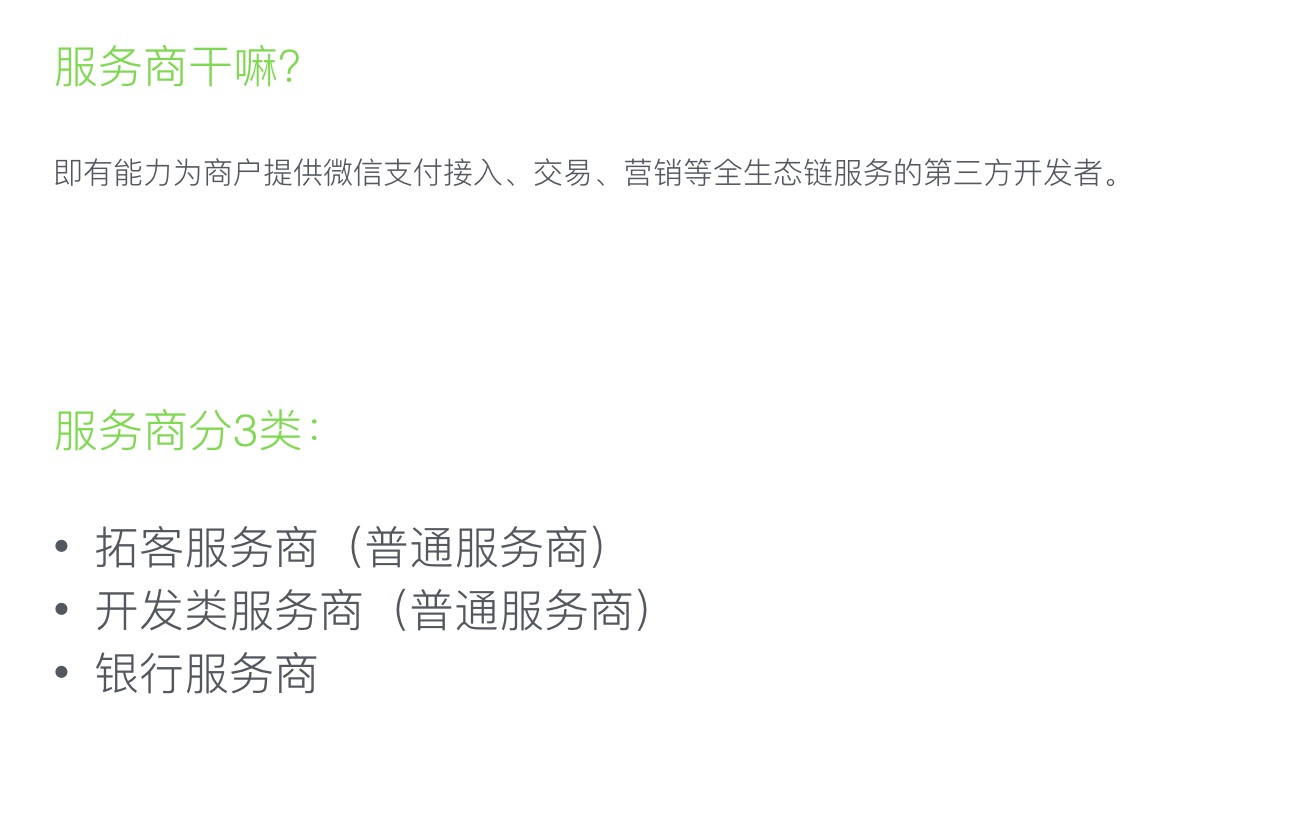 服务商干嘛？
即有能力为商户提供微信支付接入、交易、营销等全生态链服务的第三方开发者。
服务商分3类：
• 拓客服务商（普通服务商）
• 开发类服务商（普通服务商）
• 银行服务商